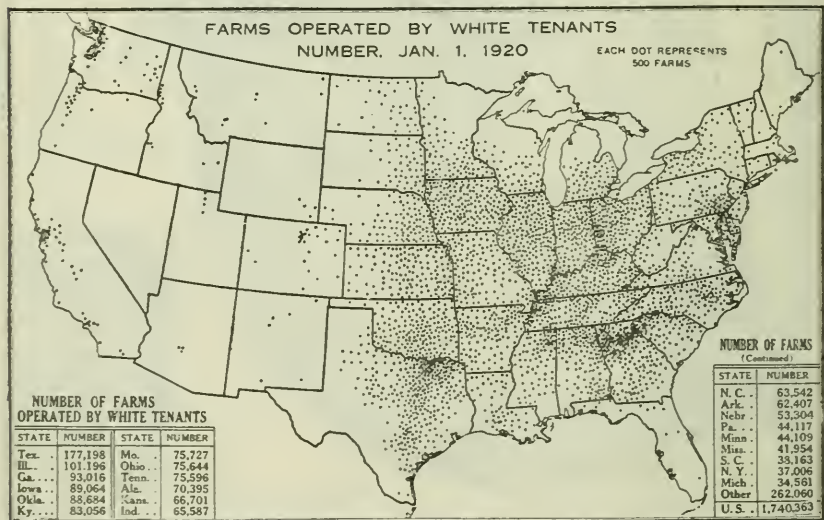 FARMS OPERATED BY WHITE TENANTS
NUMBER, JAN. 1, 1920
EACH DOT REPRESENTS
500 FARMS
NUMBER OF FARMS
OPERATED BY WHITE TENANTS
STATE NUMBER STATE NUMBER
Tex. . 177,198 Mo. 75,727
Ill. . . 101,196 Ohio. . . 75,644
Ga. . . . 93,016 Tenn. . 75,596
Iowa. . 89,064 Ala. . 70,395
Okla. . 88,684 Kans. . . 66,701
Ky. . . . 83,056 Ind. . . 65,587
NUMBER OF FARMS
(Continued)
STATE NUMBER
N. C. . 63,542
Ark. . 62,407
Nebr . . 53,304
Pa. . . 44,117
Minn . 44,109
Miss. . 41,954
S. C. . 38,163
N. Y. . 37,006
Mich . 34,561
Other 262,060
U. S. . 1,740,363